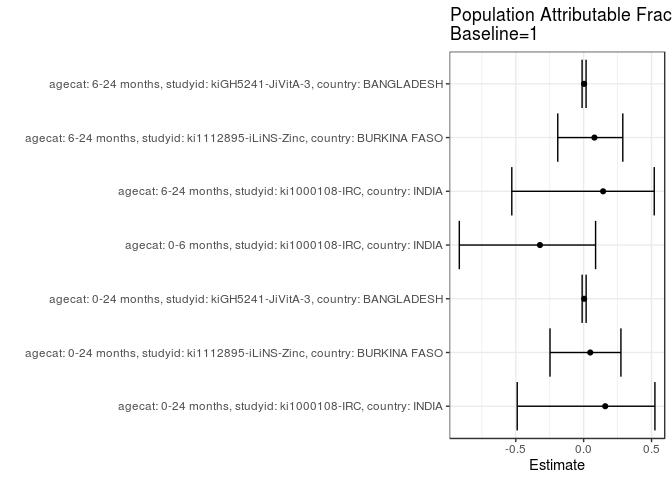 Population Attributable Frac
Baseline=1
agecat: 6-24 months, studyid: kiGH5241-JiVitA-3, country: BANGLADESH
agecat: 6-24 months, studyid: ki1112895-iLiNS-Zinc, country: BURKINA FASO
agecat: 6-24 months, studyid: ki1000108-IRC, country: INDIA
agecat: 0-6 months, studyid: ki1000108-IRC, country: INDIA
agecat: 0-24 months, studyid: kiGH5241-JiVitA-3, country: BANGLADESH
agecat: 0-24 months, studyid: ki1112895-iLiNS-Zinc, country: BURKINA FASO
agecat: 0-24 months, studyid: ki1000108-IRC, country: INDIA
-0.5 0.0 0.5
Estimate